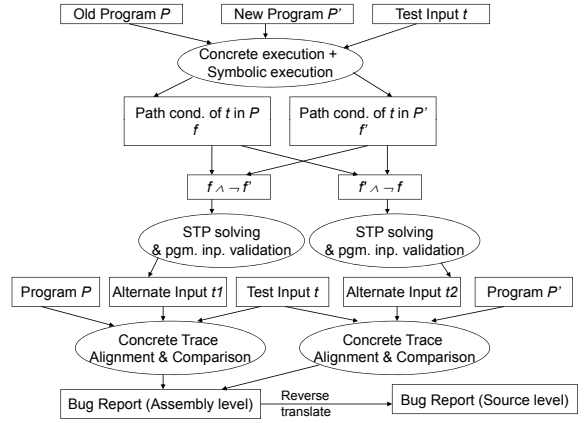 Old Program P
New Program P'
Test Input t
Concrete execution +
Symbolic execution
Path cond. of t in P
f
Path cond. of t in P'
f'
f ∧ ¬ f'
f' ∧ ¬ f
STP solving
& pgm. inp. validation
STP solving
& pgm. inp. validation
Program P
Alternate Input t1
Test Input t
Alternate Input t2
Program P'
Concrete Trace
Alignment & Comparison
Concrete Trace
Alignment & Comparison
Bug Report (Assembly level)
Reverse
translate
Bug Report (Source level)